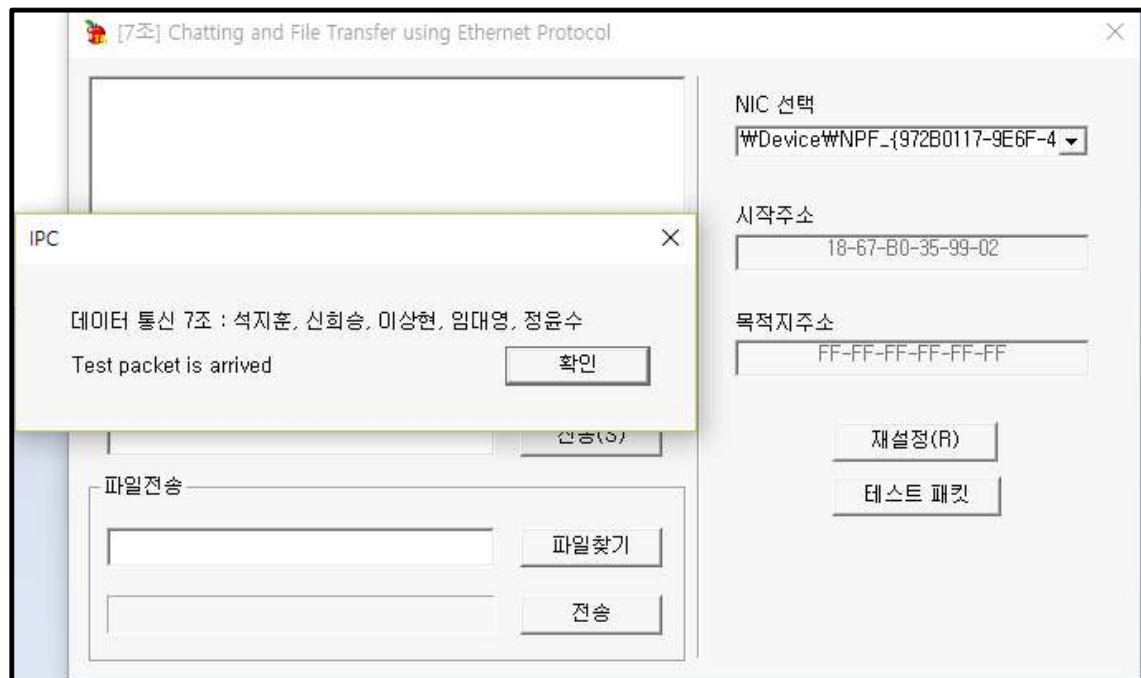 [7조] Chatting and File Transfer using Ethernet Protocol
NIC 선택
₩Device₩NPF_{972B0117-9E6F-4
시작주소
18-67-B0-35-99-02
목적지주소
FF-FF-FF-FF-FF-FF
재설정(R)
테스트 패킷
IPC
데이터 통신 7조 : 석지훈, 신희승, 이상현, 임대영, 정윤수
Test packet is arrived
확인
전송(S)
파일전송
파일찾기
전송